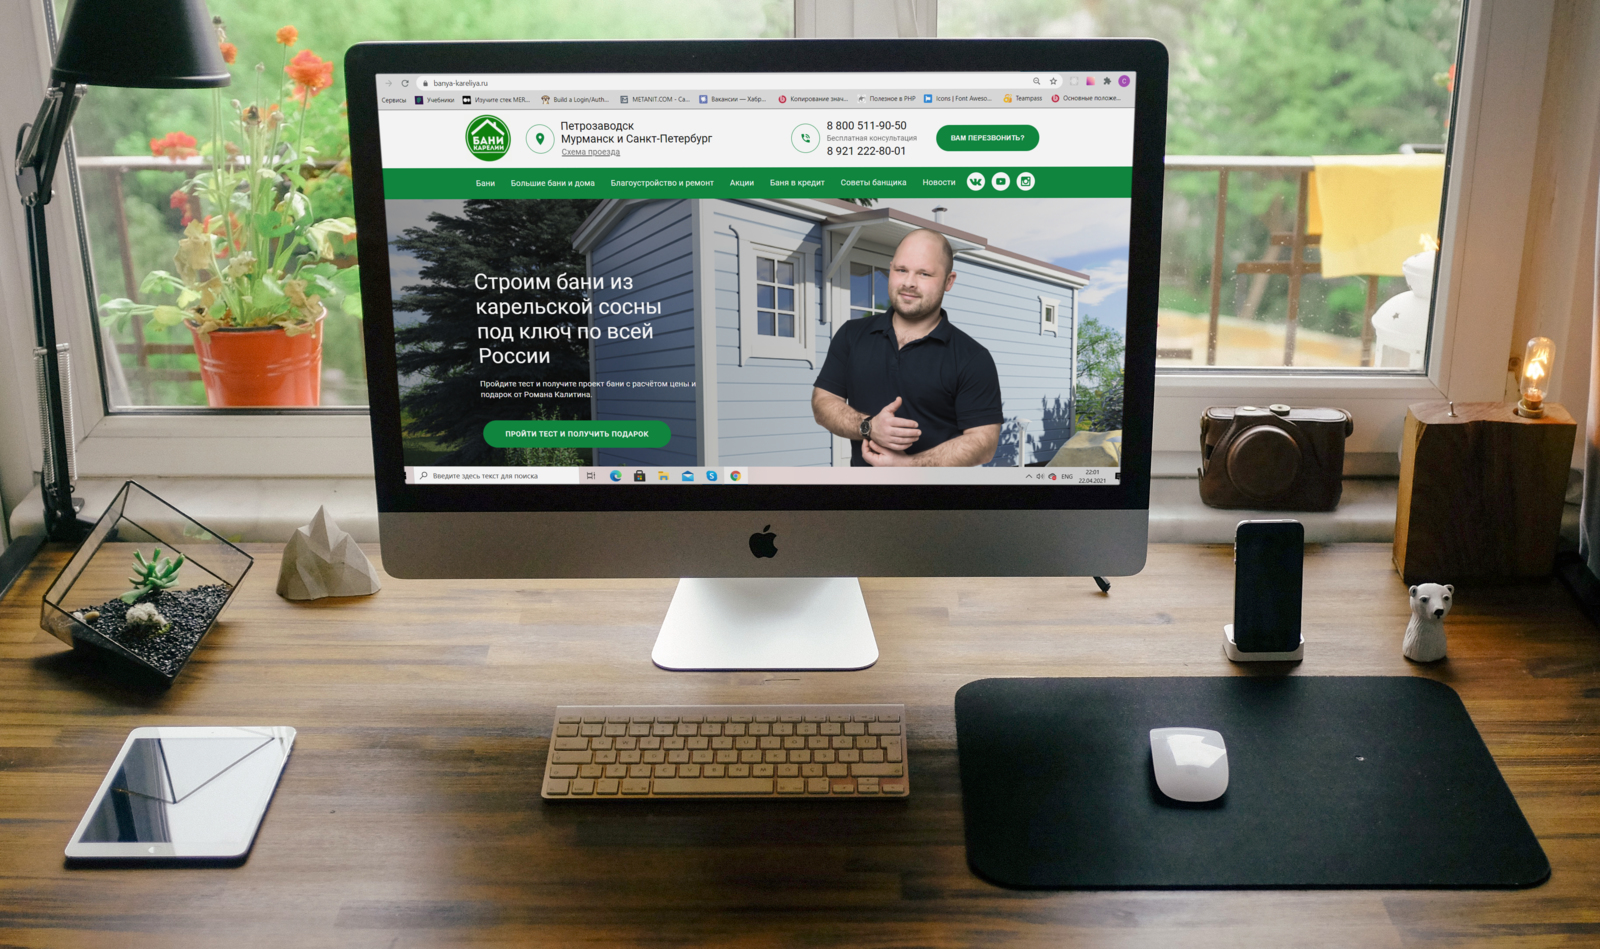 banya-kareliya.ru
Сервисы Учебники Изучите стек MER... Build a Login/Auth... METANIT.COM - Са... Вакансии — Хабр... Копирование знач... Полезное в PHP Icons | Font Aweso... Teampass Основные положе...
БАНИ
КАРЕЛИИ
Петрозаводск
Мурманск и Санкт-Петербург
Схема проезда
8 800 511-90-50
Бесплатная консультация
8 921 222-80-01
ВАМ ПЕРЕЗВОНИТЬ?
Бани Большие бани и дома Благоустройство и ремонт Акции Баня в кредит Советы банщика Новости
Строим бани из
карельской сосны
под ключ по всей
России
Пройдите тест и получите проект бани с расчётом цены и
подарок от Романа Калитина.
ПРОЙТИ ТЕСТ И ПОЛУЧИТЬ ПОДАРОК
Введите здесь текст для поиска
ENG
22:01
22.04.2021